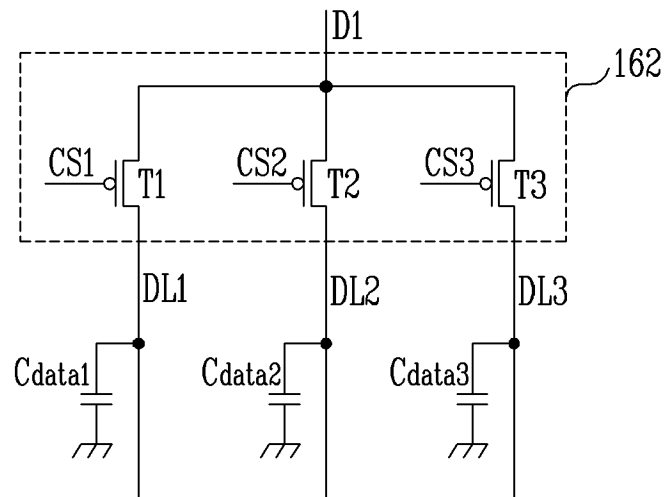 D1
162
CS1
T1
CS2
T2
CS3
T3
DL1
DL2
DL3
Cdata1
Cdata2
Cdata3